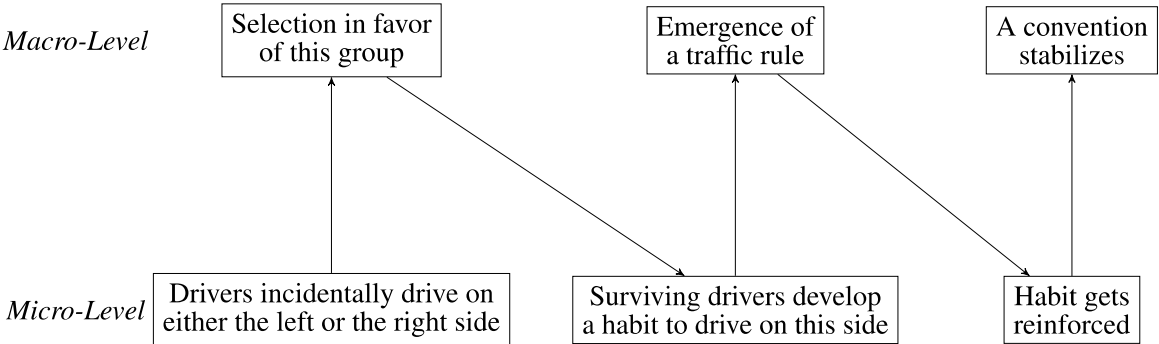 Macro-Level
Selection in favor
of this group
Emergence of
a traffic rule
A convention
stabilizes
Micro-Level
Drivers incidentally drive on
either the left or the right side
Surviving drivers develop
a habit to drive on this side
Habit gets
reinforced